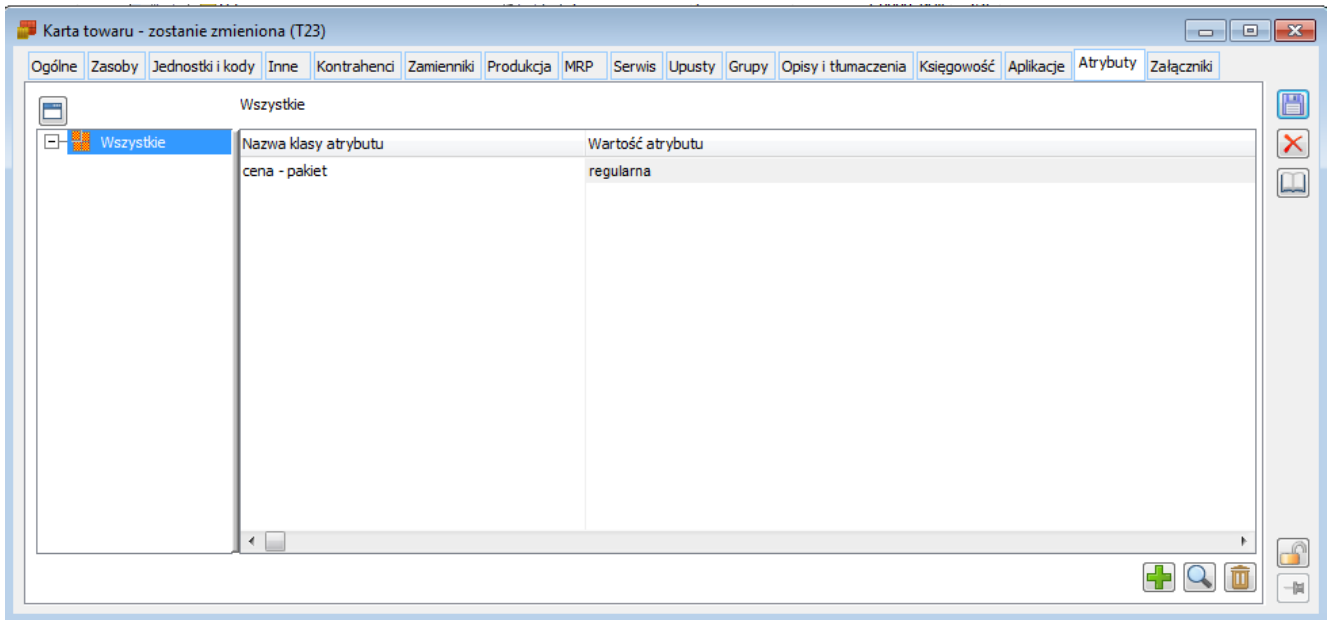 Karta towaru - zostanie zmieniona (T23)
Ogólne Zasoby Jednostki i kody Inne Kontrahenci Zamienniki Produkcja MRP Serwis Upusty Grupy Opisy i tłumaczenia Księgowość Aplikacje Atrybuty Załączniki
Wszystkie
Wszystkie
Nazwa klasy atrybutu Wartość atrybutu
cena - pakiet regularna